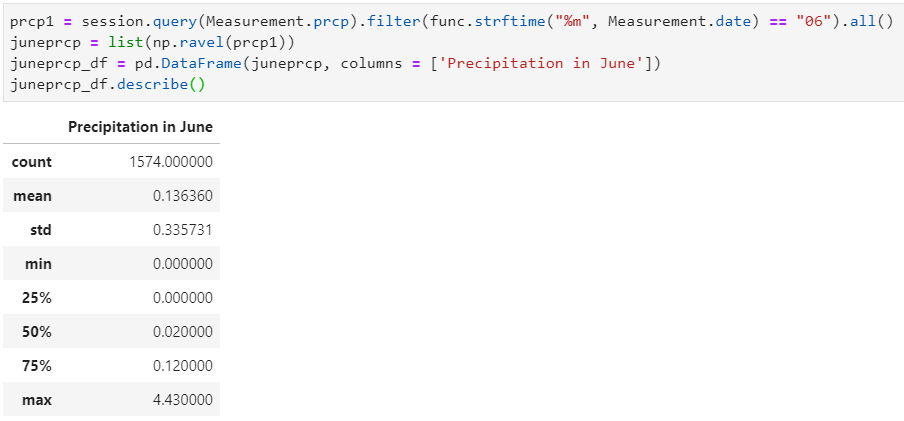 prcp1 = session.query(Measurement.prcp).filter(func.strftime("%m", Measurement.date) == "06").all()
juneprcp = list(np.ravel(prcp1))
juneprcp_df = pd.DataFrame(juneprcp, columns = ['Precipitation in June'])
juneprcp_df.describe()
Precipitation in June
count 1574.000000
mean 0.136360
std 0.335731
min 0.000000
25% 0.000000
50% 0.020000
75% 0.120000
max 4.430000